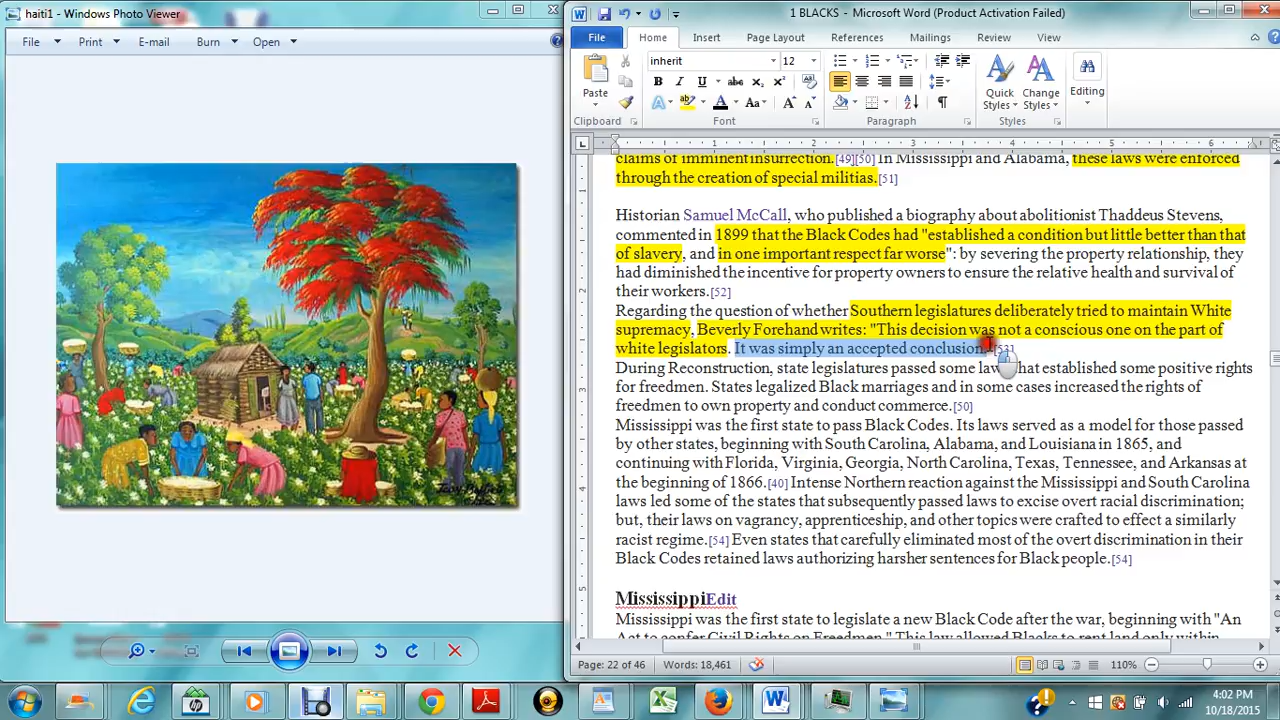 haiti1 - Windows Photo Viewer
File Print E-mail Burn Open
1 BLACKS - Microsoft Word (Product Activation Failed)
File Home Insert Page Layout References Mailings Review View
inherit 12
Paste
Quick Styles
Change Styles
Editing
Clipboard Font Paragraph Styles
claims of imminent insurrection.[49][50] In Mississippi and Alabama, these laws were enforced
through the creation of special militias.[51]
Historian Samuel McCall, who published a biography about abolitionist Thaddeus Stevens,
commented in 1899 that the Black Codes had "established a condition but little better than that
of slavery, and in one important respect far worse": by severing the property relationship, they
had diminished the incentive for property owners to ensure the relative health and survival of
their workers.[52]
Regarding the question of whether Southern legislatures deliberately tried to maintain White
supremacy, Beverly Forehand writes: "This decision was not a conscious one on the part of
white legislators. It was simply an accepted conclusion
During Reconstruction, state legislatures passed some that established some positive rights
for freedmen. States legalized Black marriages and in some cases increased the rights of
freedmen to own property and conduct commerce.[50]
Mississippi was the first state to pass Black Codes. Its laws served as a model for those passed
by other states, beginning with South Carolina, Alabama, and Louisiana in 1865, and
continuing with Florida, Virginia, Georgia, North Carolina, Texas, Tennessee, and Arkansas at
the beginning of 1866.[40] Intense Northern reaction against the Mississippi and South Carolina
laws led some of the states that subsequently passed laws to excise overt racial discrimination;
but, their laws on vagrancy, apprenticeship, and other topics were crafted to effect a similarly
racist regime.[54] Even states that carefully eliminated most of the overt discrimination in their
Black Codes retained laws authorizing harsher sentences for Black people.[54]
MississippiEdit
Mississippi was the first state to legislate a new Black Code after the war, beginning with "An
Act to confer Civil Rights on Freedmen." This law allowed Blacks to rent land only within
Page: 22 of 46 Words: 18,461 110%
4:02 PM
10/18/2015